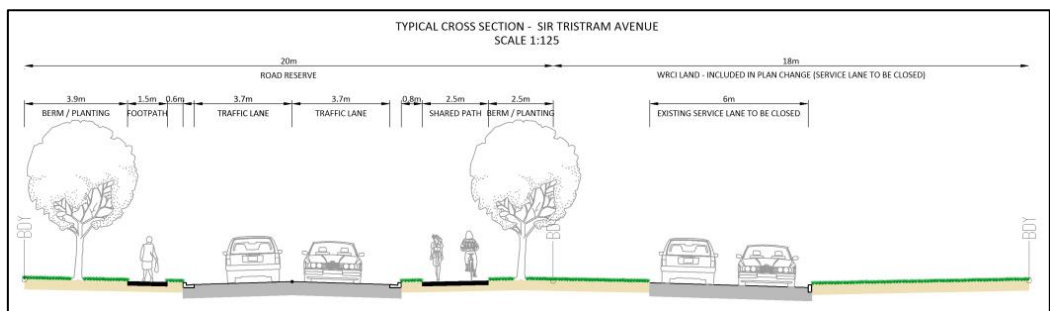 TYPICAL CROSS SECTION - SIR TRISTRAM AVENUE
SCALE 1:125
20m
18m
ROAD RESERVE
WRCI LAND - INCLUDED IN PLAN CHANGE (SERVICE LANE TO BE CLOSED)
3.9m
1.5m
0.6m
3.7m
3.7m
0.8m
2.5m
2.5m
6m
BERM / PLANTING
FOOTPATH
TRAFFIC LANE
TRAFFIC LANE
SHARED PATH
BERM / PLANTING
EXISTING SERVICE LANE TO BE CLOSED
BDY
BDY
BDY